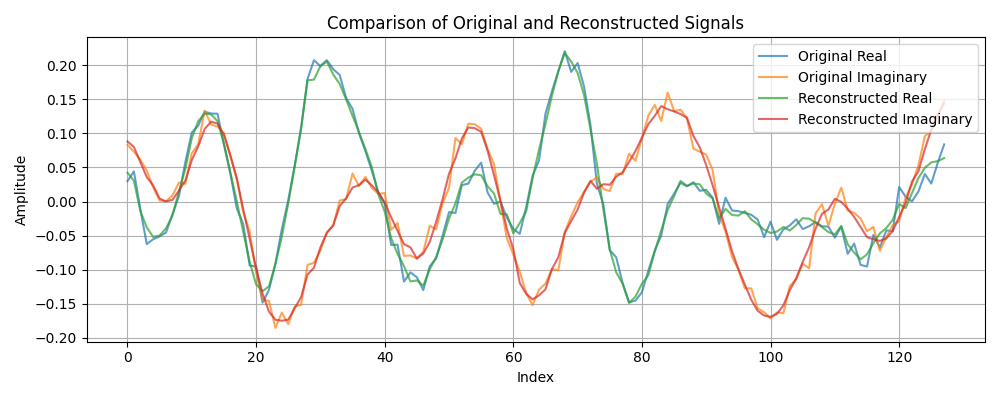 Comparison of Original and Reconstructed Signals
Original Real
Original Imaginary
Reconstructed Real
Reconstructed Imaginary
Amplitude
0.20
0.15
0.10
0.05
0.00
−0.05
−0.10
−0.15
−0.20
0 20 40 60 80 100 120
Index